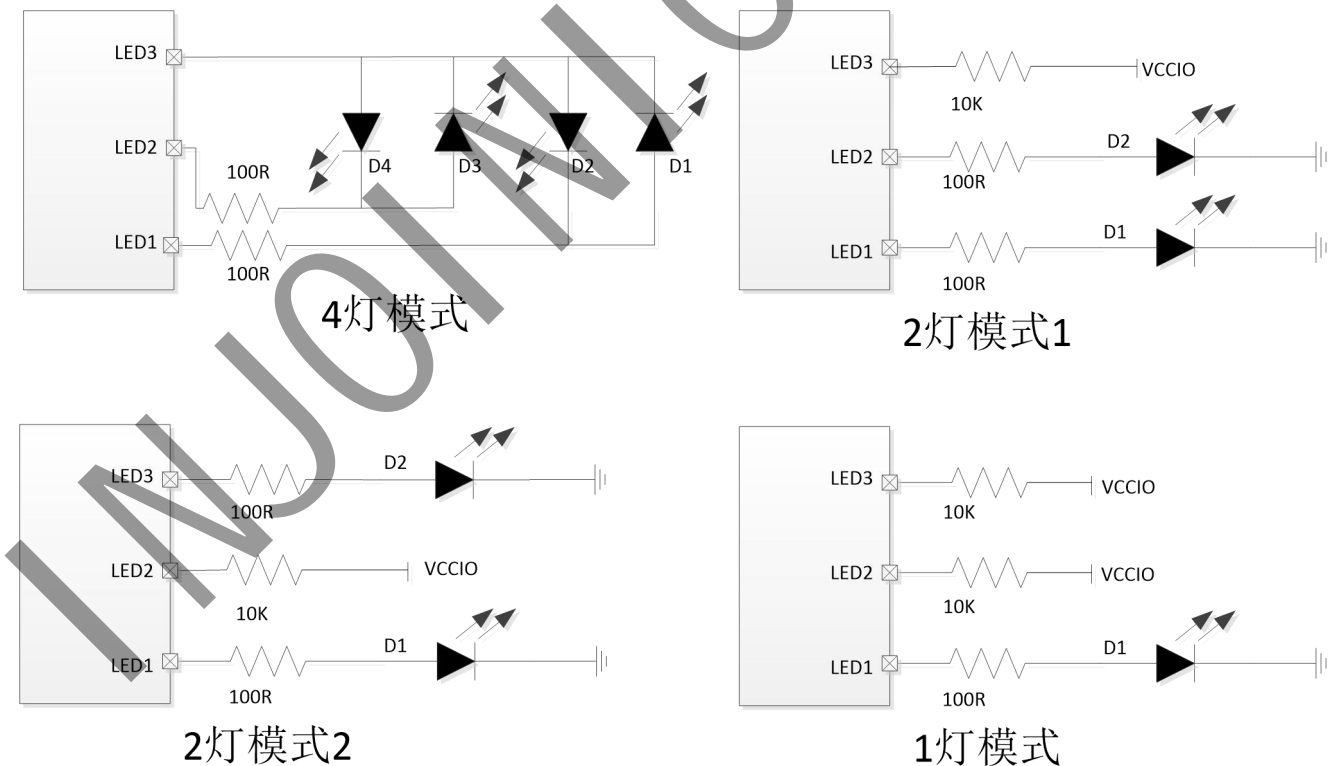 LED3
LED2
LED1
100R
100R
D4
D3
D2
D1
4灯模式
LED3
10K
VCCIO
LED2
100R
D2
LED1
100R
D1
2灯模式1
LED3
100R
D2
LED2
10K
VCCIO
LED1
100R
D1
2灯模式2
LED3
10K
VCCIO
LED2
10K
VCCIO
LED1
100R
D1
1灯模式